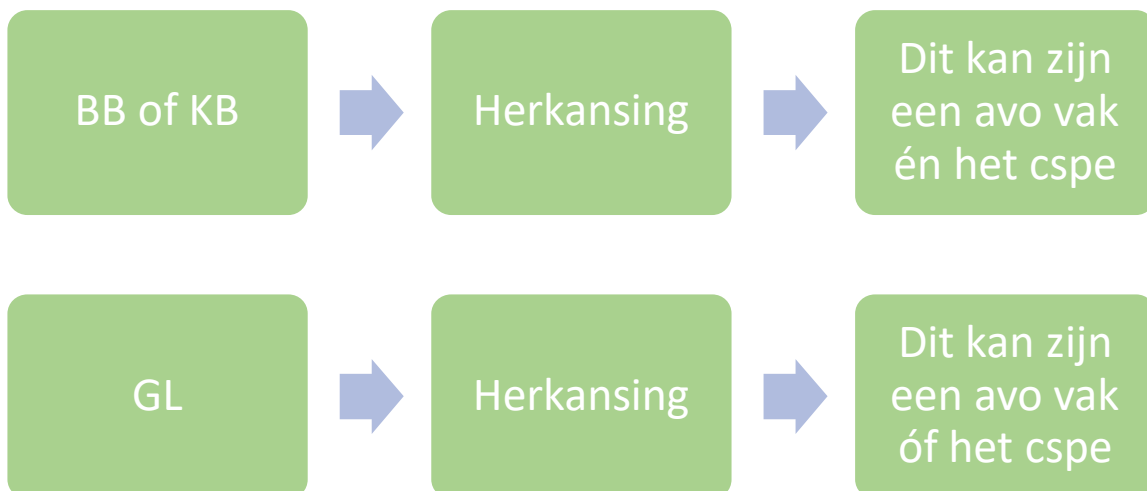 BB of KB
Herkansing
Dit kan zijn
een avo vak
én het cspe
GL
Herkansing
Dit kan zijn
een avo vak
óf het cspe